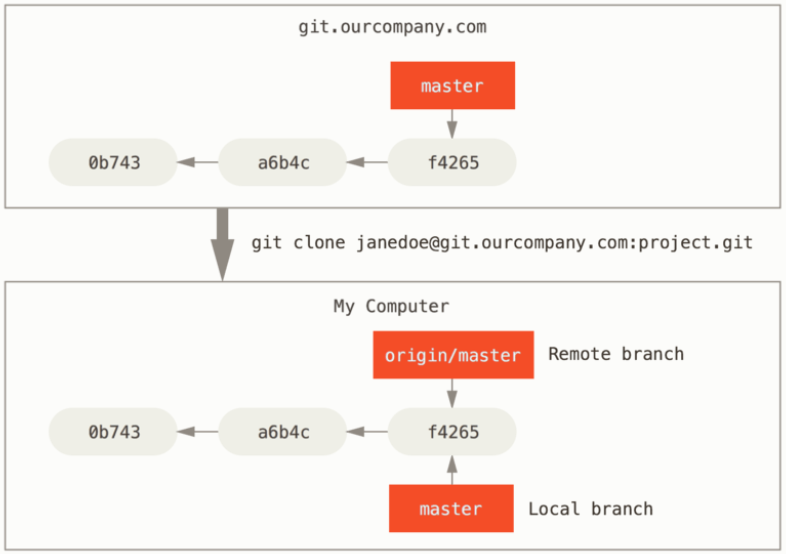 git.ourcompany.com
master
0b743 a6b4c f4265
git clone janedoe@git.ourcompany.com:project.git
My Computer
origin/master Remote branch
0b743 a6b4c f4265
master Local branch